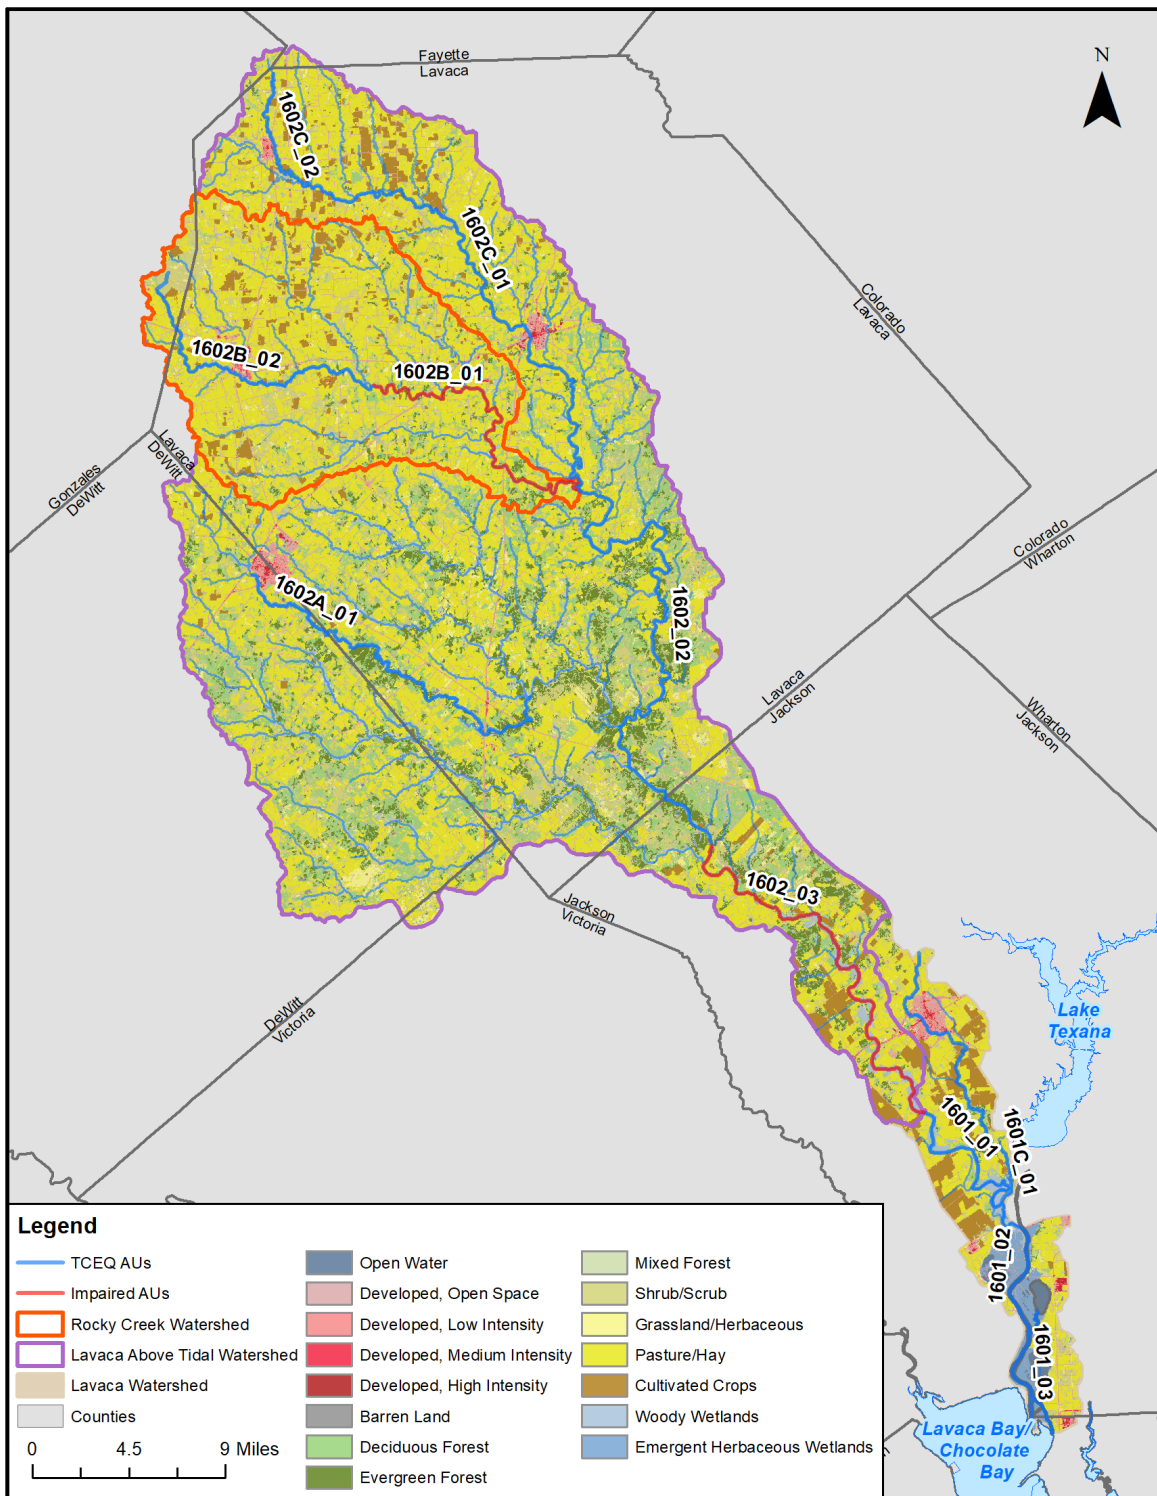 Fayette
Lavaca
N
1602C_02
1602C_01
Colorado
Lavaca
1602B_02
1602B_01
Lavaca
DeWitt
Gonzales
DeWitt
Colorado
Wharton
1602A_01
1602_02
Lavaca
Jackson
Wharton
Jackson
1602_03
Jackson
Victoria
DeWitt
Victoria
Lake
Texana
1601_01
1601C_01
1601_02
1601_03
Lavaca Bay/
Chocolate
Bay
Legend
TCEQ AUs
Impaired AUs
Rocky Creek Watershed
Lavaca Above Tidal Watershed
Lavaca Watershed
Counties
0 4.5 9 Miles
Open Water
Developed, Open Space
Developed, Low Intensity
Developed, Medium Intensity
Developed, High Intensity
Barren Land
Deciduous Forest
Evergreen Forest
Mixed Forest
Shrub/Scrub
Grassland/Herbaceous
Pasture/Hay
Cultivated Crops
Woody Wetlands
Emergent Herbaceous Wetlands